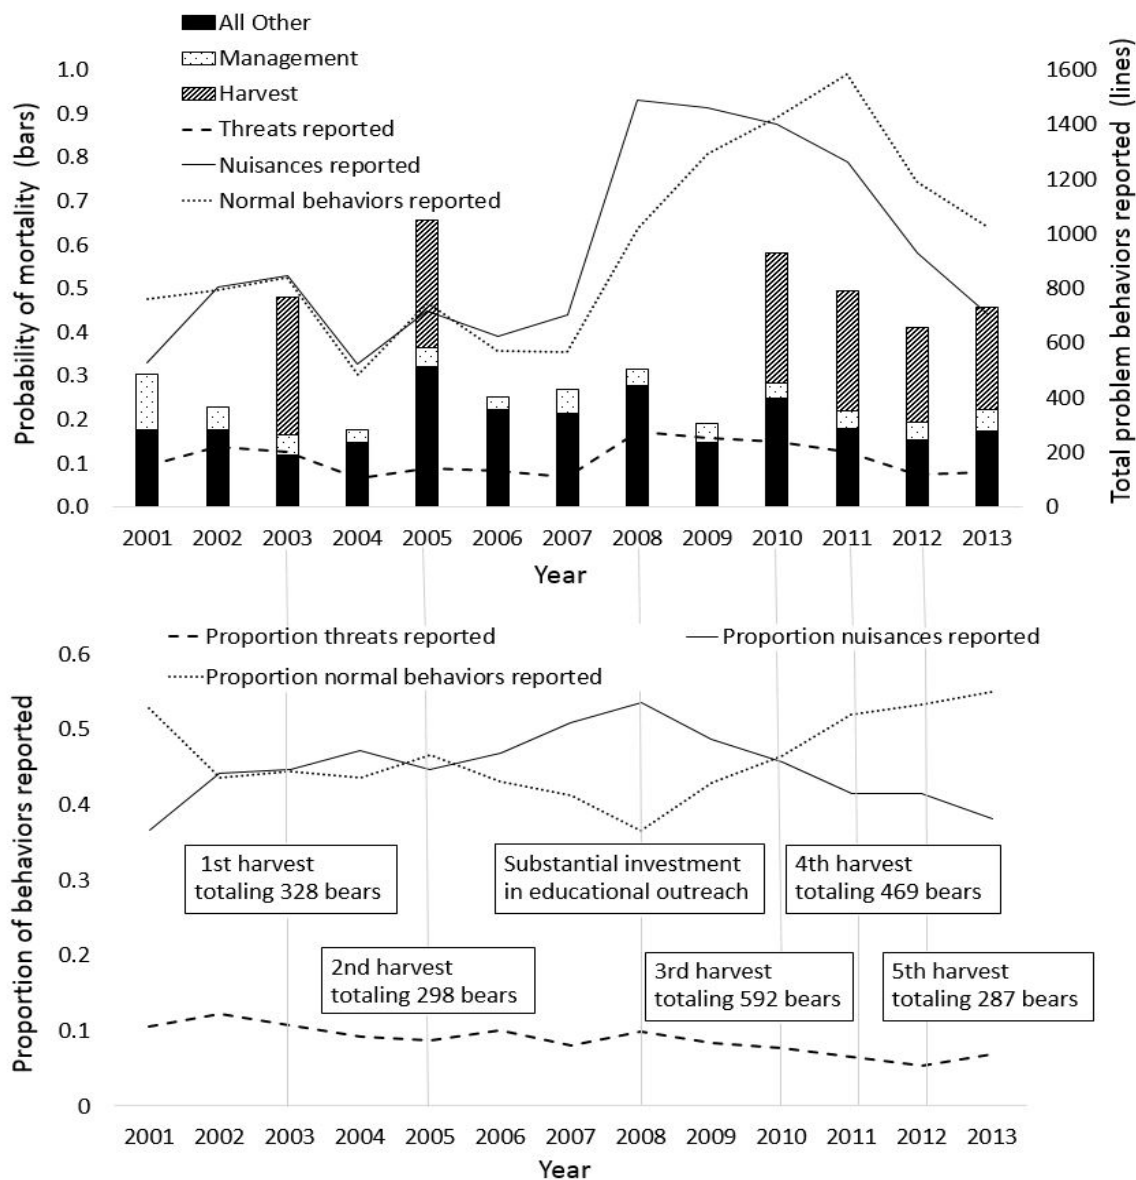 All Other
Management
Harvest
Threats reported
Nuisances reported
Normal behaviors reported
Probability of mortality (bars)
1.0
0.9
0.8
0.7
0.6
0.5
0.4
0.3
0.2
0.1
0.0
Total problem behaviors reported (lines)
1600
1400
1200
1000
800
600
400
200
0
2001 2002 2003 2004 2005 2006 2007 2008 2009 2010 2011 2012 2013
Year
Proportion threats reported
Proportion nuisances reported
Proportion normal behaviors reported
Proportion of behaviors reported
0.6
0.5
0.4
0.3
0.2
0.1
0
1st harvest
totaling 328 bears
Substantial investment
in educational outreach
4th harvest
totaling 469 bears
2nd harvest
totaling 298 bears
3rd harvest
totaling 592 bears
5th harvest
totaling 287 bears
2001 2002 2003 2004 2005 2006 2007 2008 2009 2010 2011 2012 2013
Year